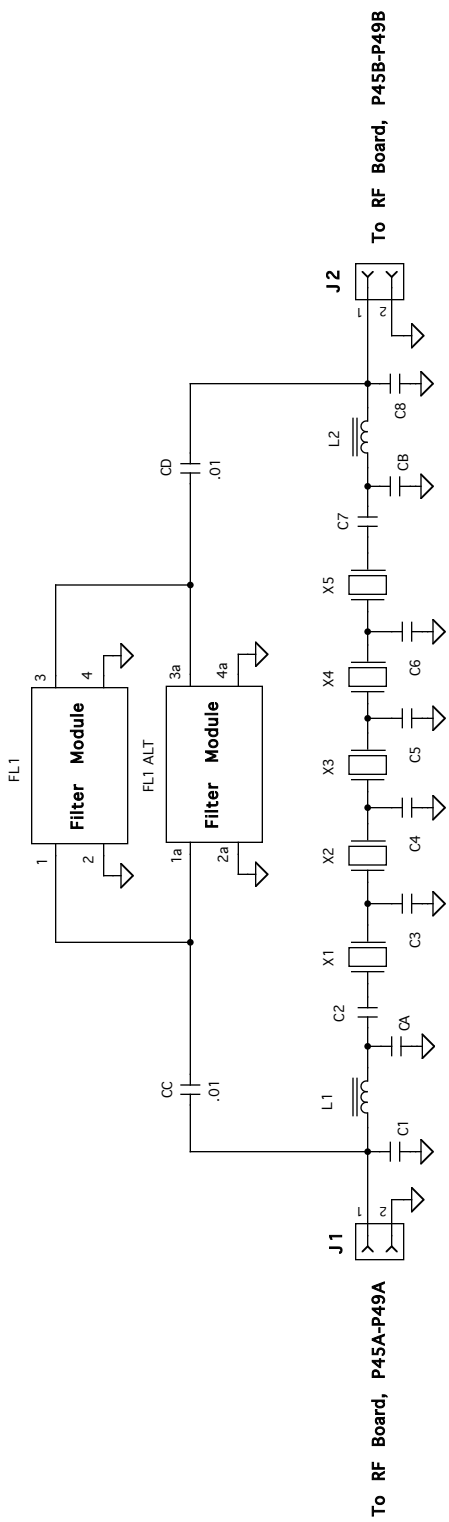 FL1
1
3
Filter Module
2
4
FL1 ALT
CC
1a
3a
CD
Filter Module
.01
2a
4a
.01
J1
L1
C2
X1
X2
X3
X4
X5
C7
L2
J2
To RF Board, P45A-P49A
1
2
1
2
To RF Board, P45B-P49B
C1
CA
C3
C4
C5
C6
CB
C8